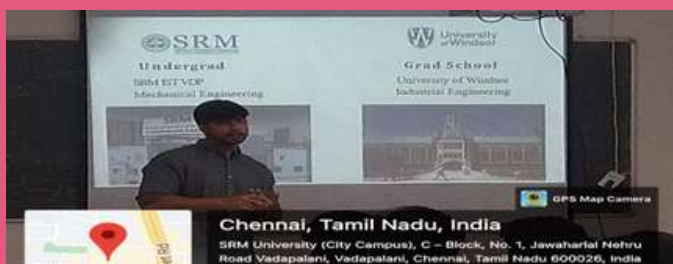 SRM
University
of Windsor
Undergrad
Grad School
SRM IST VDP
University of Windsor
Mechanical Engineering
Industrial Engineering
SRM
GPS Map Camera
Chennai, Tamil Nadu, India
SRM University (City Campus), C – Block, No. 1, Jawaharlal Nehru
Road Vadapalani, Vadapalani, Chennai, Tamil Nadu 600026, India
Rd